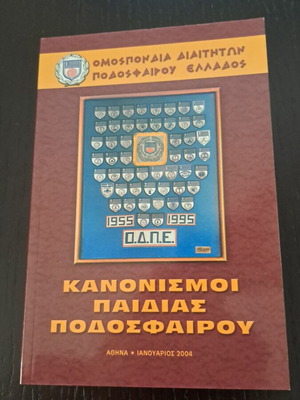 ΟΜΟΣΠΟΝΔΙΑ ΔΙΑΙΤΗΤΩΝ
ΠΟΔΟΣΦΑΙΡΟΥ ΕΛΛΑΔΟΣ
1955 1995
Ο.Δ.Π.Ε.
ΚΑΝΟΝΙΣΜΟΙ
ΠΑΙΔΙΑΣ
ΠΟΔΟΣΦΑΙΡΟΥ
ΑΘΗΝΑ • ΙΑΝΟΥΑΡΙΟΣ 2004